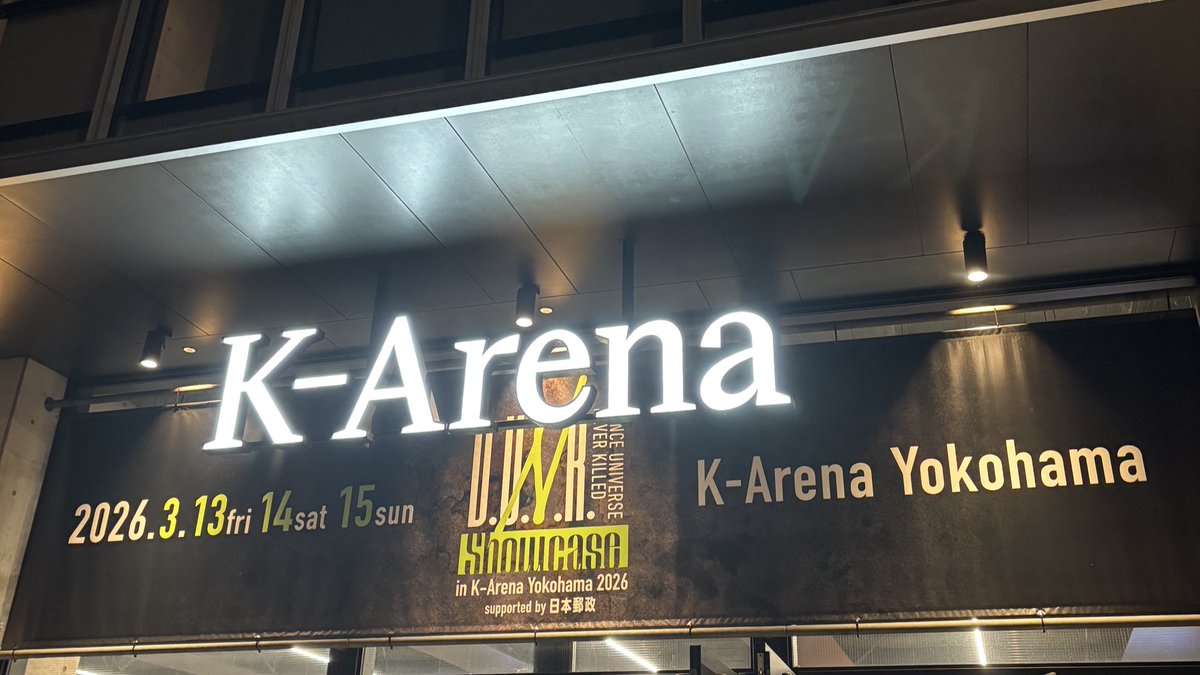 K-Arena
2026.3.13fri 14sat 15sun
D.U.N.K.
NCE UNIVERSE
VER KILLED
Showcase
in K-Arena Yokohama 2026
supported by 日本郵政
K-Arena Yokohama